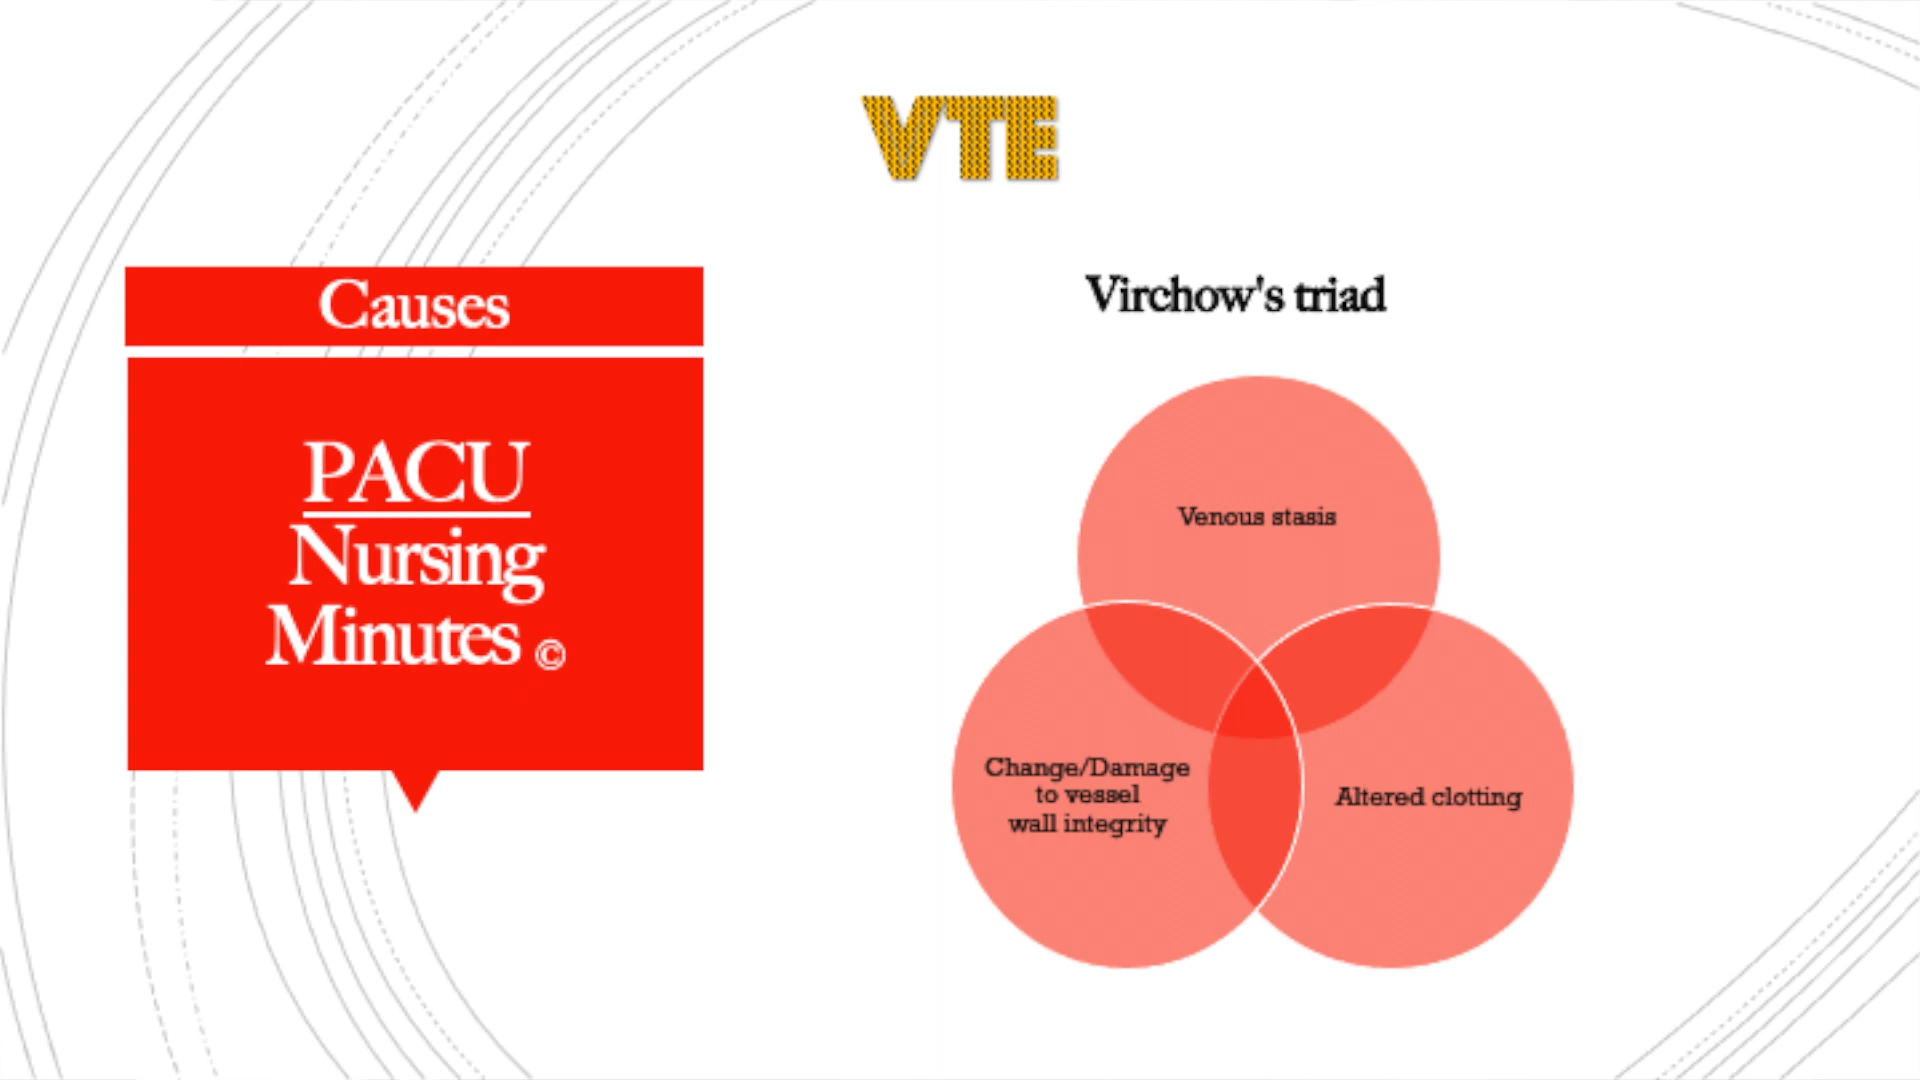 VTE
Causes
PACU
Nursing
Minutes ©
Virchow's triad
Venous stasis
Change/Damage
to vessel
wall integrity
Altered clotting